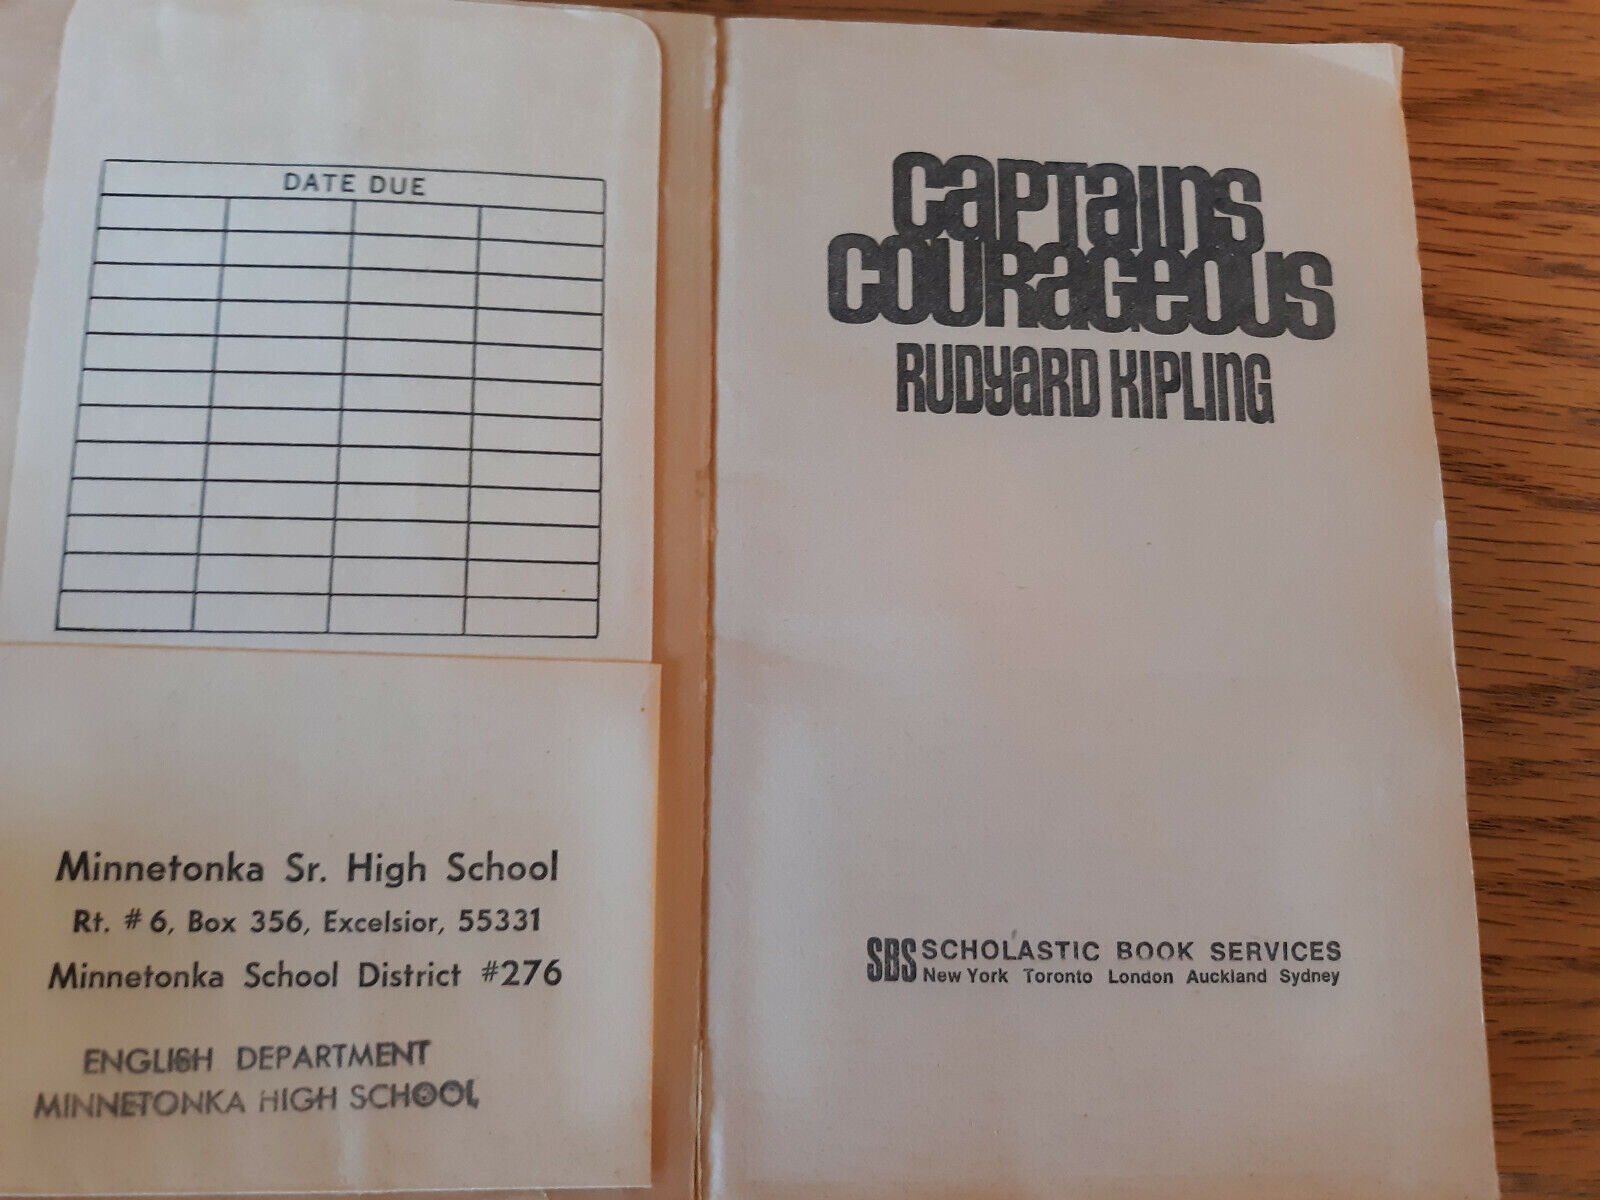 DATE DUE
Minnetonka Sr. High School
Rt. #6, Box 356, Excelsior, 55331
Minnetonka School District #276
ENGLISH DEPARTMENT
MINNETONKA HIGH SCHOOL
CAPTAINS
COURAGEOUS
RUDYARD KIPLING
SBS SCHOLASTIC BOOK SERVICES
New York Toronto London Auckland Sydney